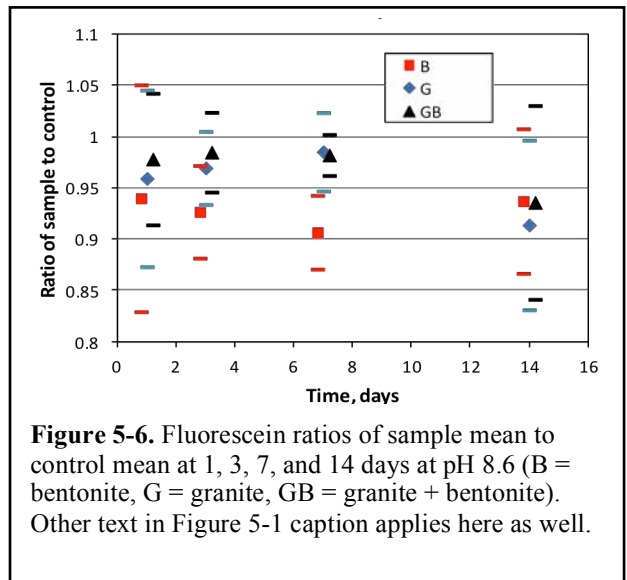 1.1
1.05
1
0.95
0.9
0.85
0.8
Ratio of sample to control
B
G
GB
0 2 4 6 8 10 12 14 16
Time, days
Figure 5-6. Fluorescein ratios of sample mean to
control mean at 1, 3, 7, and 14 days at pH 8.6 (B =
bentonite, G = granite, GB = granite + bentonite).
Other text in Figure 5-1 caption applies here as well.